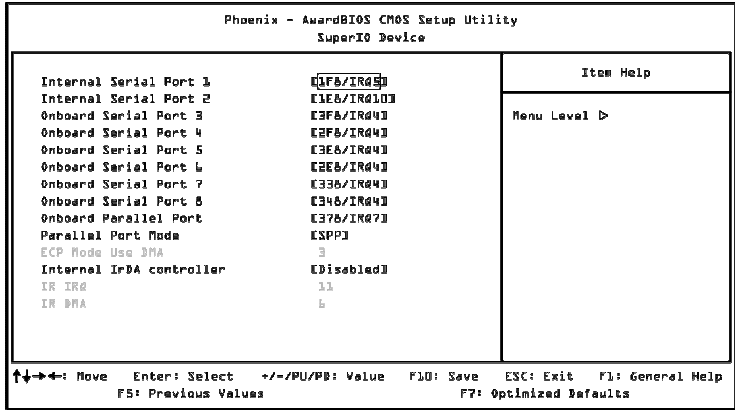 Phoenix - AwardBIOS CMOS Setup Utility
SuperIO Device
Internal Serial Port 1 [1F8/IRQ5]
Internal Serial Port 2 [1E8/IRQ10]
Onboard Serial Port 3 [3F8/IRQ4]
Onboard Serial Port 4 [2F8/IRQ4]
Onboard Serial Port 5 [3E8/IRQ4]
Onboard Serial Port 6 [2E8/IRQ4]
Onboard Serial Port 7 [338/IRQ4]
Onboard Serial Port 8 [348/IRQ4]
Onboard Parallel Port [378/IRQ7]
Parallel Port Mode [SPP]
ECP Mode Use DMA 3
Internal IrDA controller [Disabled]
IR IRQ 11
IR DMA 6
Item Help
Menu Level ▷
↑↓→←: Move Enter: Select +/-/PU/PD: Value F10: Save ESC: Exit F1: General Help
F5: Previous Values F7: Optimized Defaults